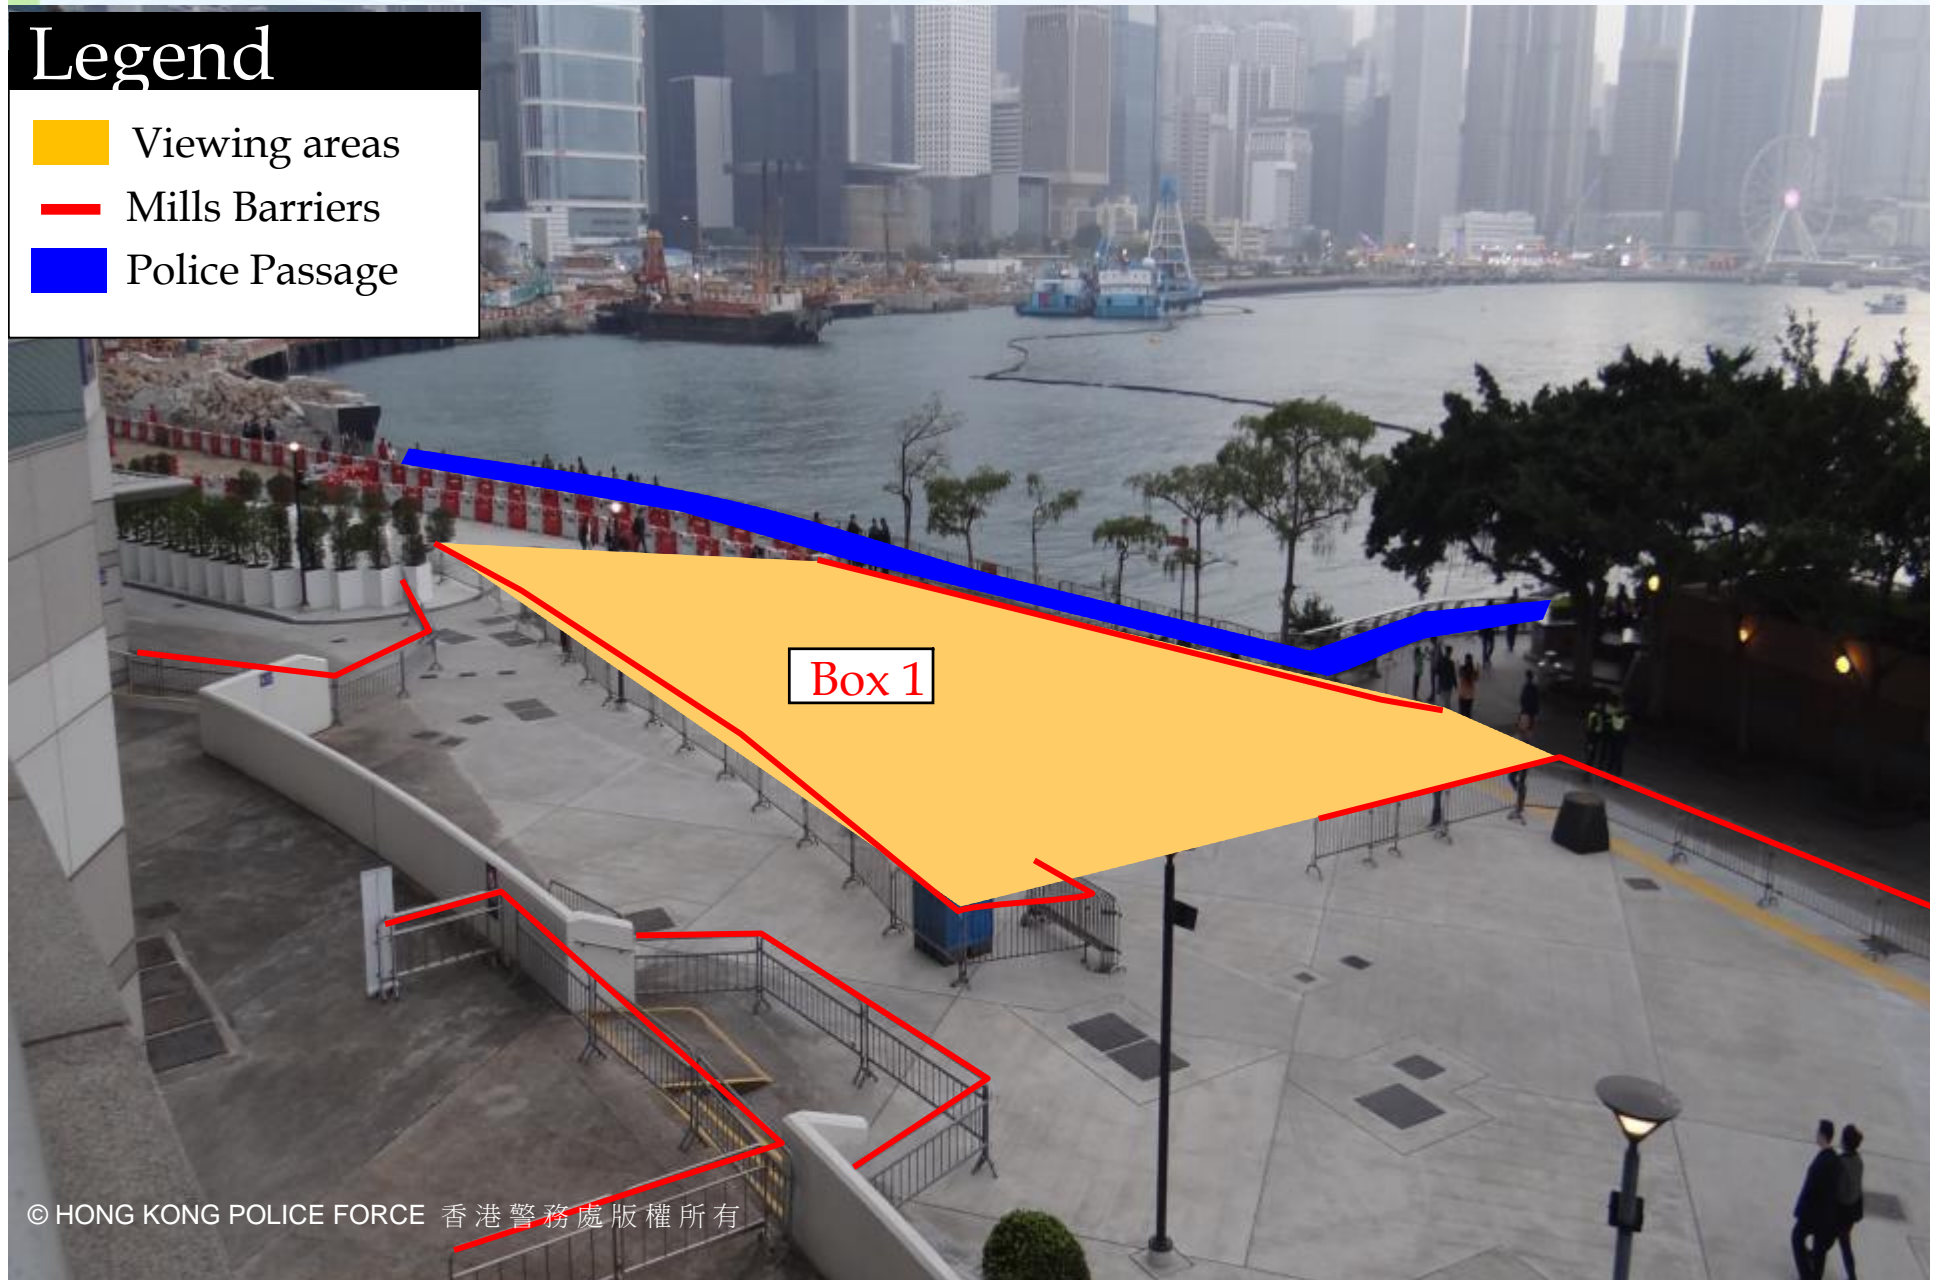 Legend
Viewing areas
Mills Barriers
Police Passage
Box 1
© HONG KONG POLICE FORCE 香港警務處版權所有